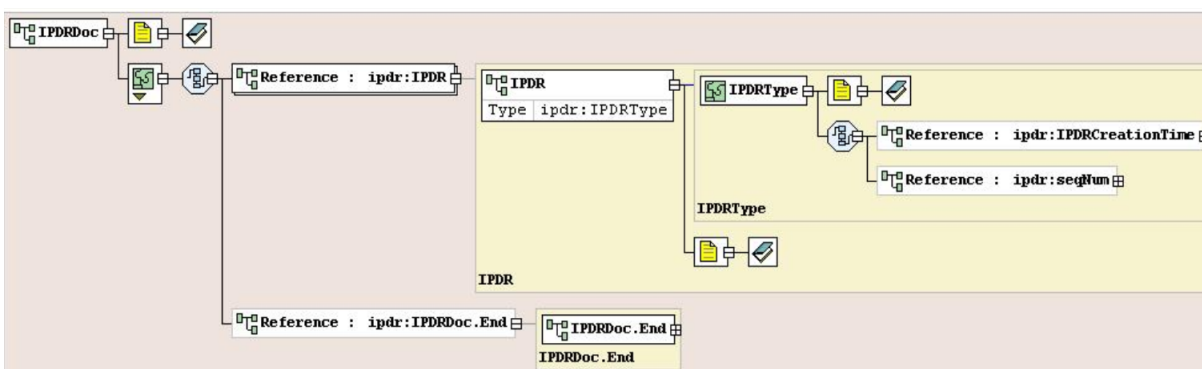 IPDRDoc
Reference : ipdr:IPDR
IPDR
Type ipdr:IPDRType
IPDRType
Reference : ipdr:IPDRCreationTime
Reference : ipdr:seqNum
IPDRType
IPDR
Reference : ipdr:IPDRDoc.End
IPDRDoc.End
IPDRDoc.End